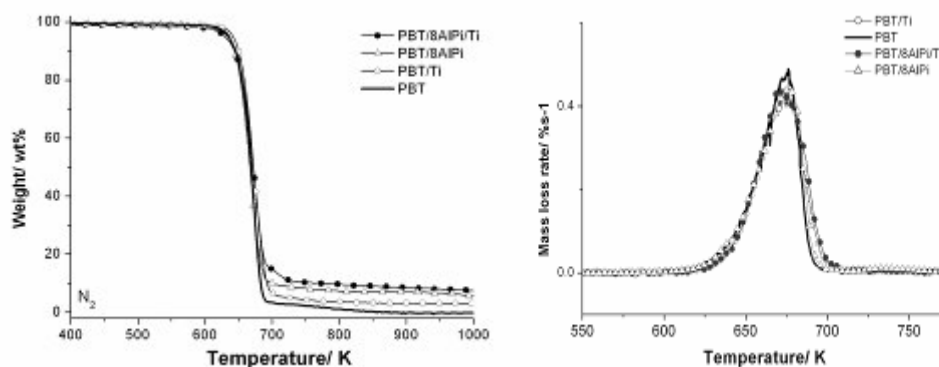 100
80
60
40
20
0
Weight/ wt%
PBT/8AlPi/Ti
PBT/8AlPi
PBT/Ti
PBT
N2
400 500 600 700 800 900 1000
Temperature/ K
PBT/Ti
PBT
PBT/8AlPi/T
PBT/8AlPi
0.4
0.0
Mass loss rate/ %s-1
550 600 650 700 750
Temperature/ K